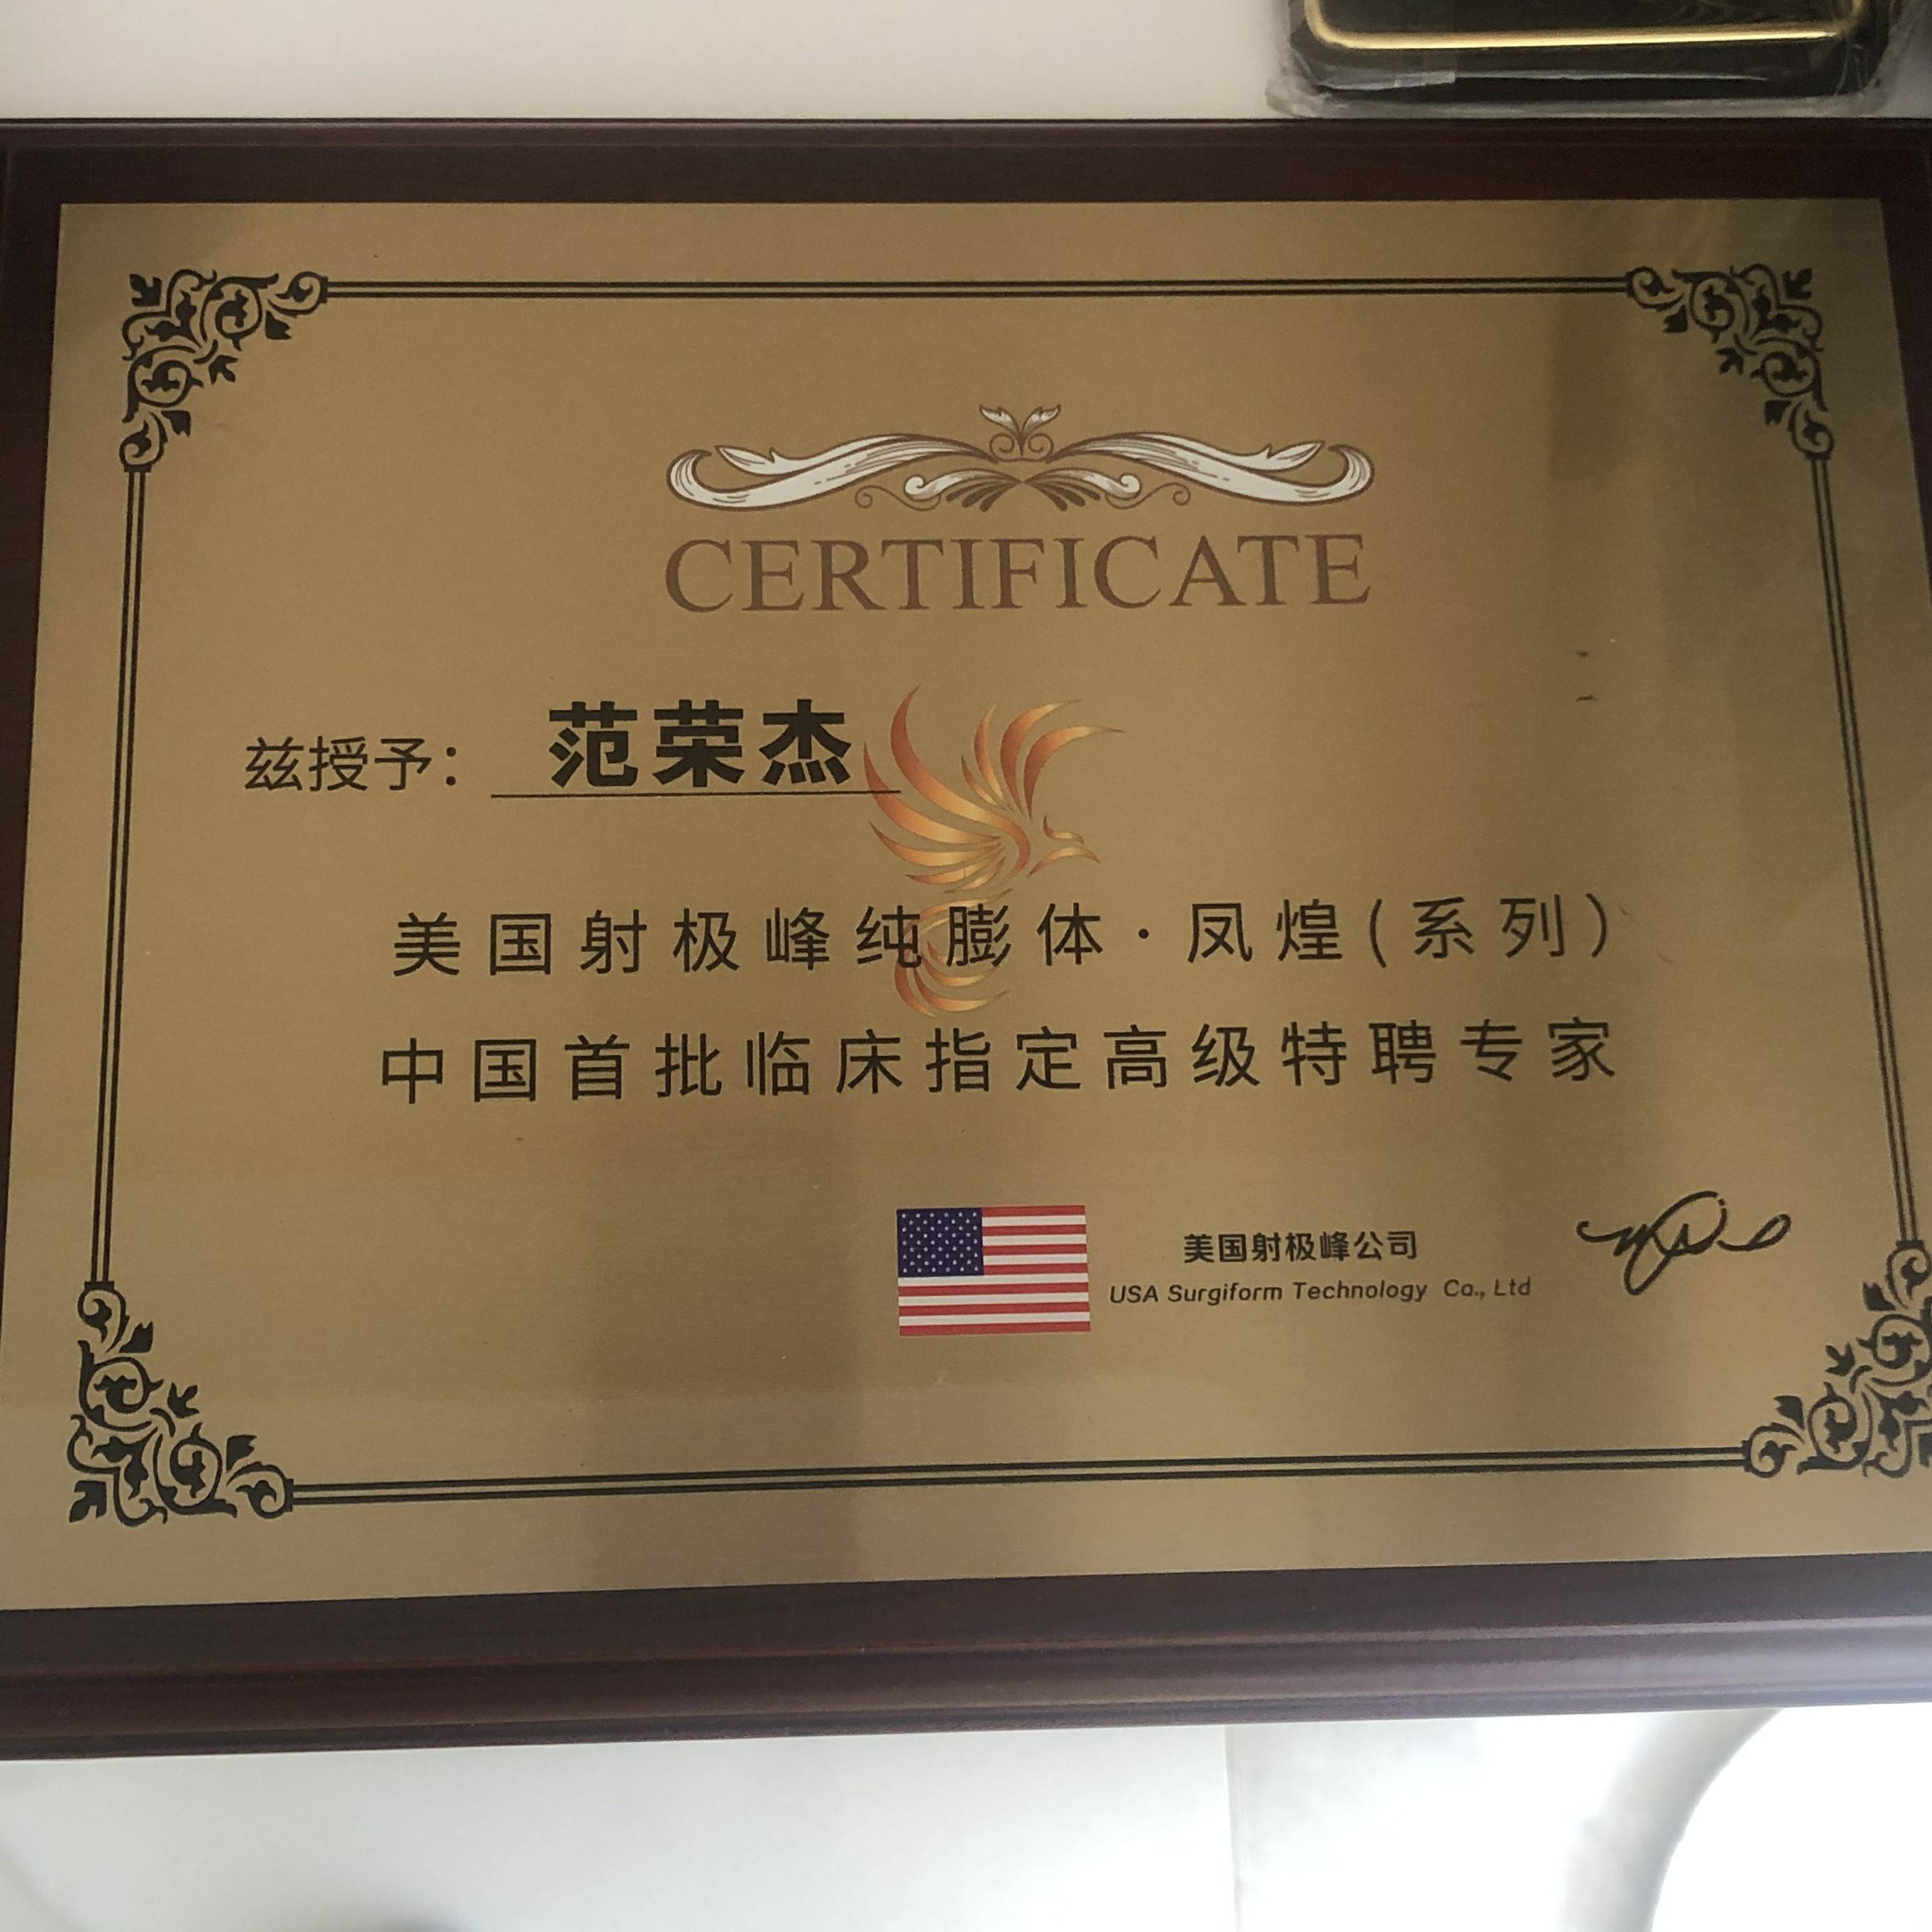 CERTIFICATE
兹授予：范荣杰
美国射极峰纯膨体·凤煌(系列)
中国首批临床指定高级特聘专家
美国射极峰公司
USA Surgiform Technology Co., Ltd